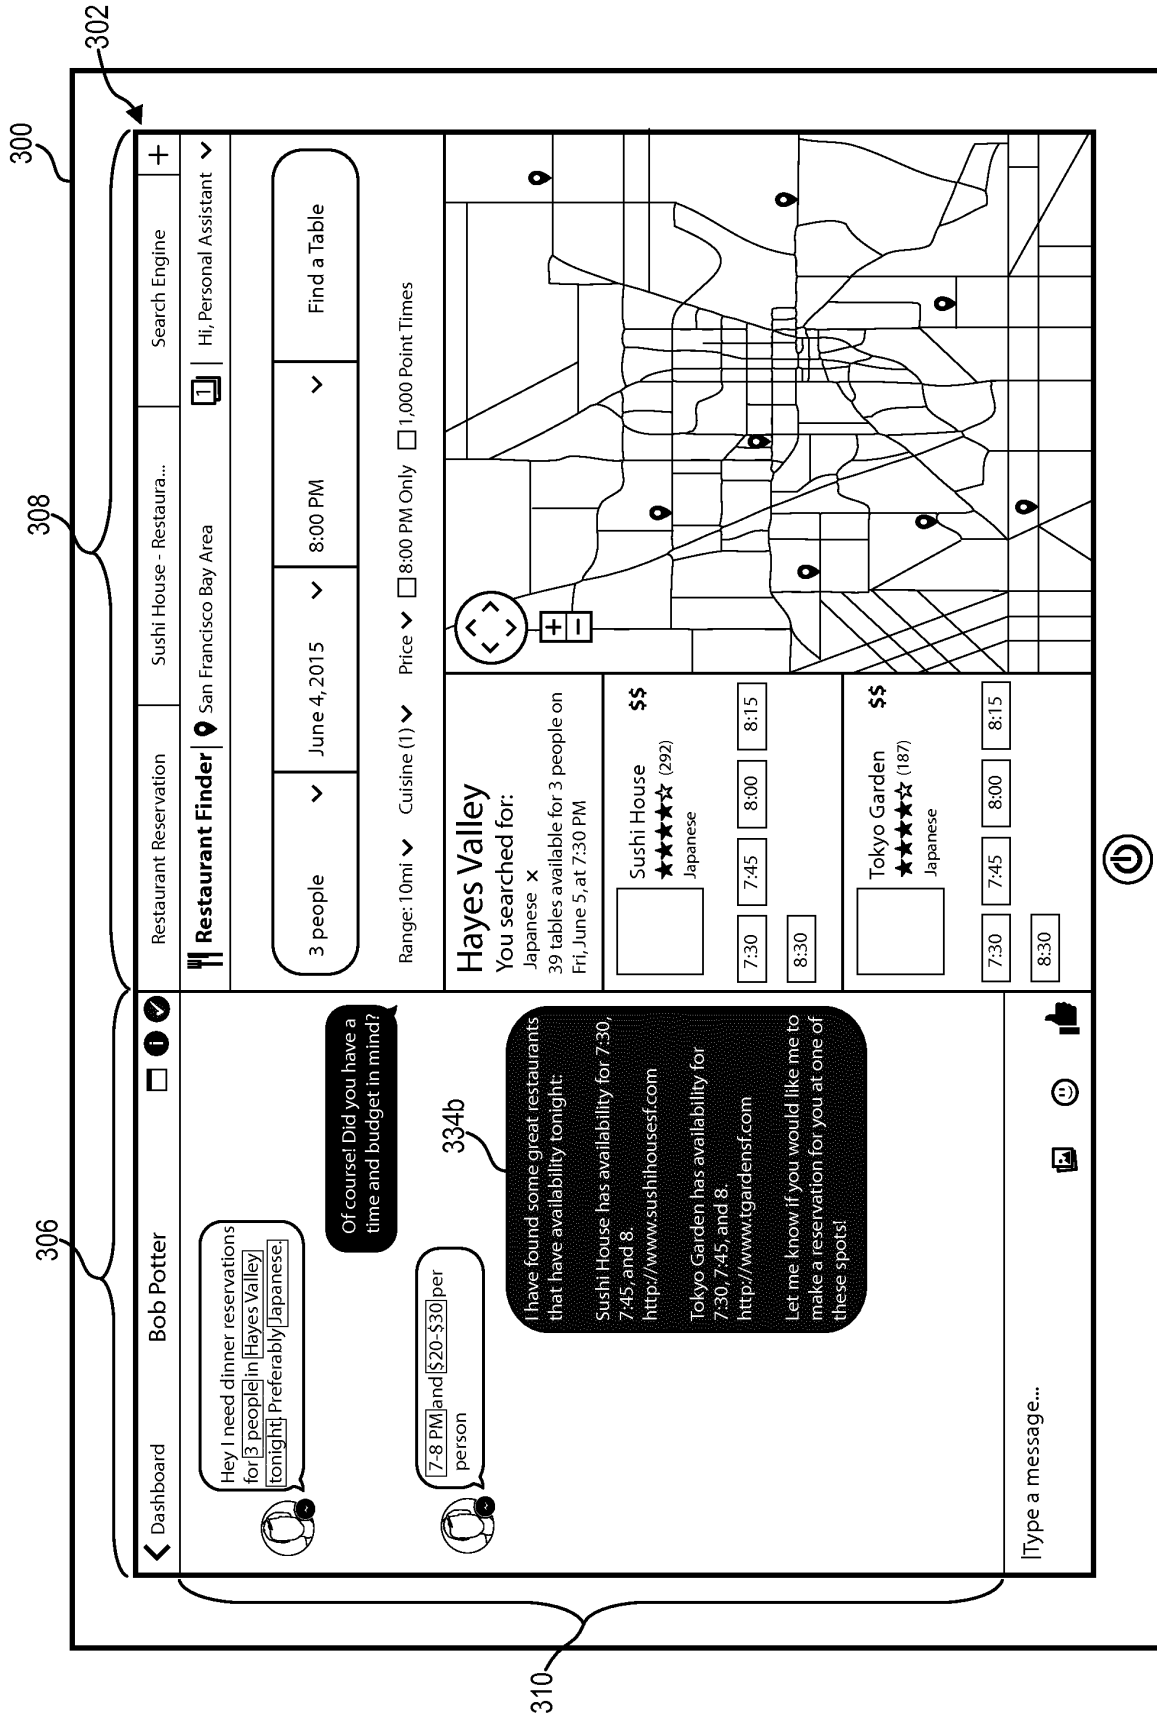 300
302
306
308
Dashboard
Bob Potter
i
Hey I need dinner reservations
for 3 people in Hayes Valley
tonight. Preferably Japanese.
Of course! Did you have a
time and budget in mind?
7-8 PM and $20-$30 per
person
334b
I have found some great restaurants
that have availability tonight:
Sushi House has availability for 7:30,
7:45, and 8.
http://www.sushihousesf.com
Tokyo Garden has availability for
7:30, 7:45, and 8.
http://www.tgardensf.com
Let me know if you would like me to
make a reservation for you at one of
these spots!
Type a message...
310
Restaurant Reservation
Sushi House - Restaura...
Search Engine
+
Restaurant Finder
San Francisco Bay Area
1
Hi, Personal Assistant
3 people
June 4, 2015
8:00 PM
Find a Table
Range: 10mi
Cuisine (1)
Price
8:00 PM Only
1,000 Point Times
Hayes Valley
You searched for:
Japanese ×
39 tables available for 3 people on
Fri, June 5, at 7:30 PM
Sushi House $$
★★★★☆ (292)
Japanese
7:30 7:45 8:00 8:15
8:30
Tokyo Garden $$
★★★★☆ (187)
Japanese
7:30 7:45 8:00 8:15
8:30
+
−